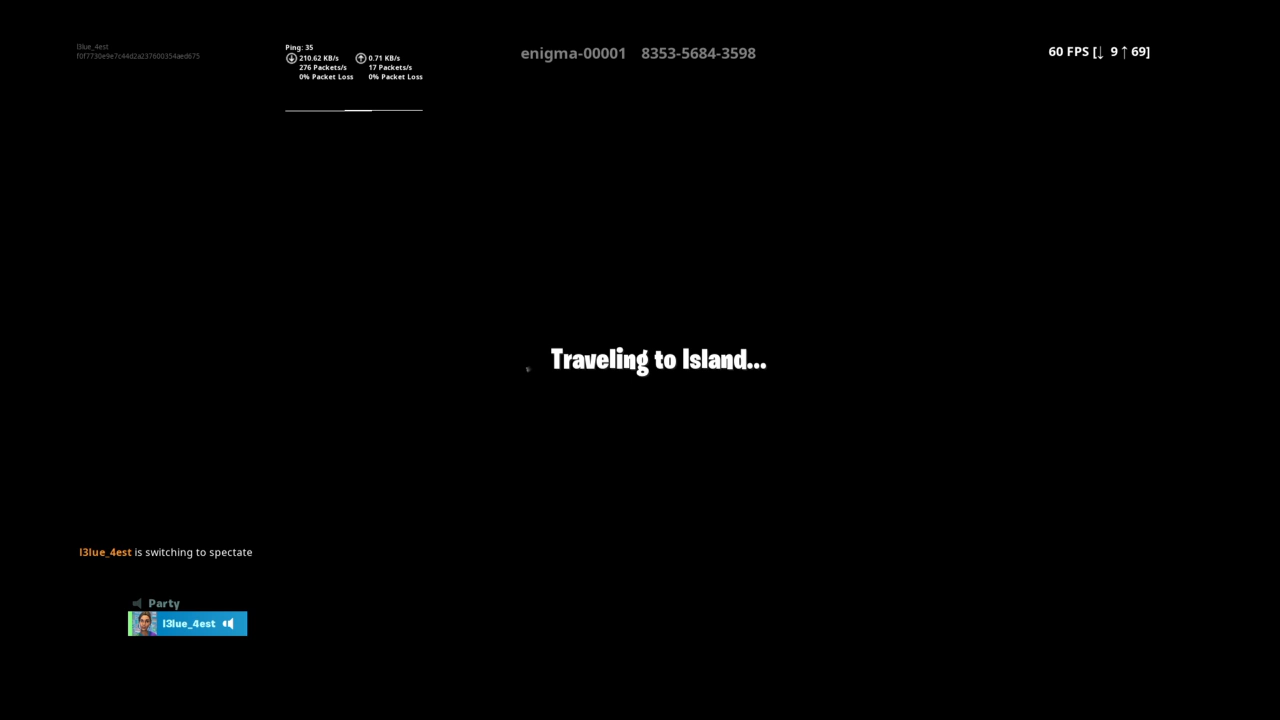 l3lue_4est
Ping: 35
210.62 KB/s 0.71 KB/s
276 Packets/s 17 Packets/s
0% Packet Loss 0% Packet Loss
enigma-00001 8353-5684-3598
60 FPS [↓ 9 ↑ 69]
Traveling to Island...
l3lue_4est is switching to spectate
Party
l3lue_4est